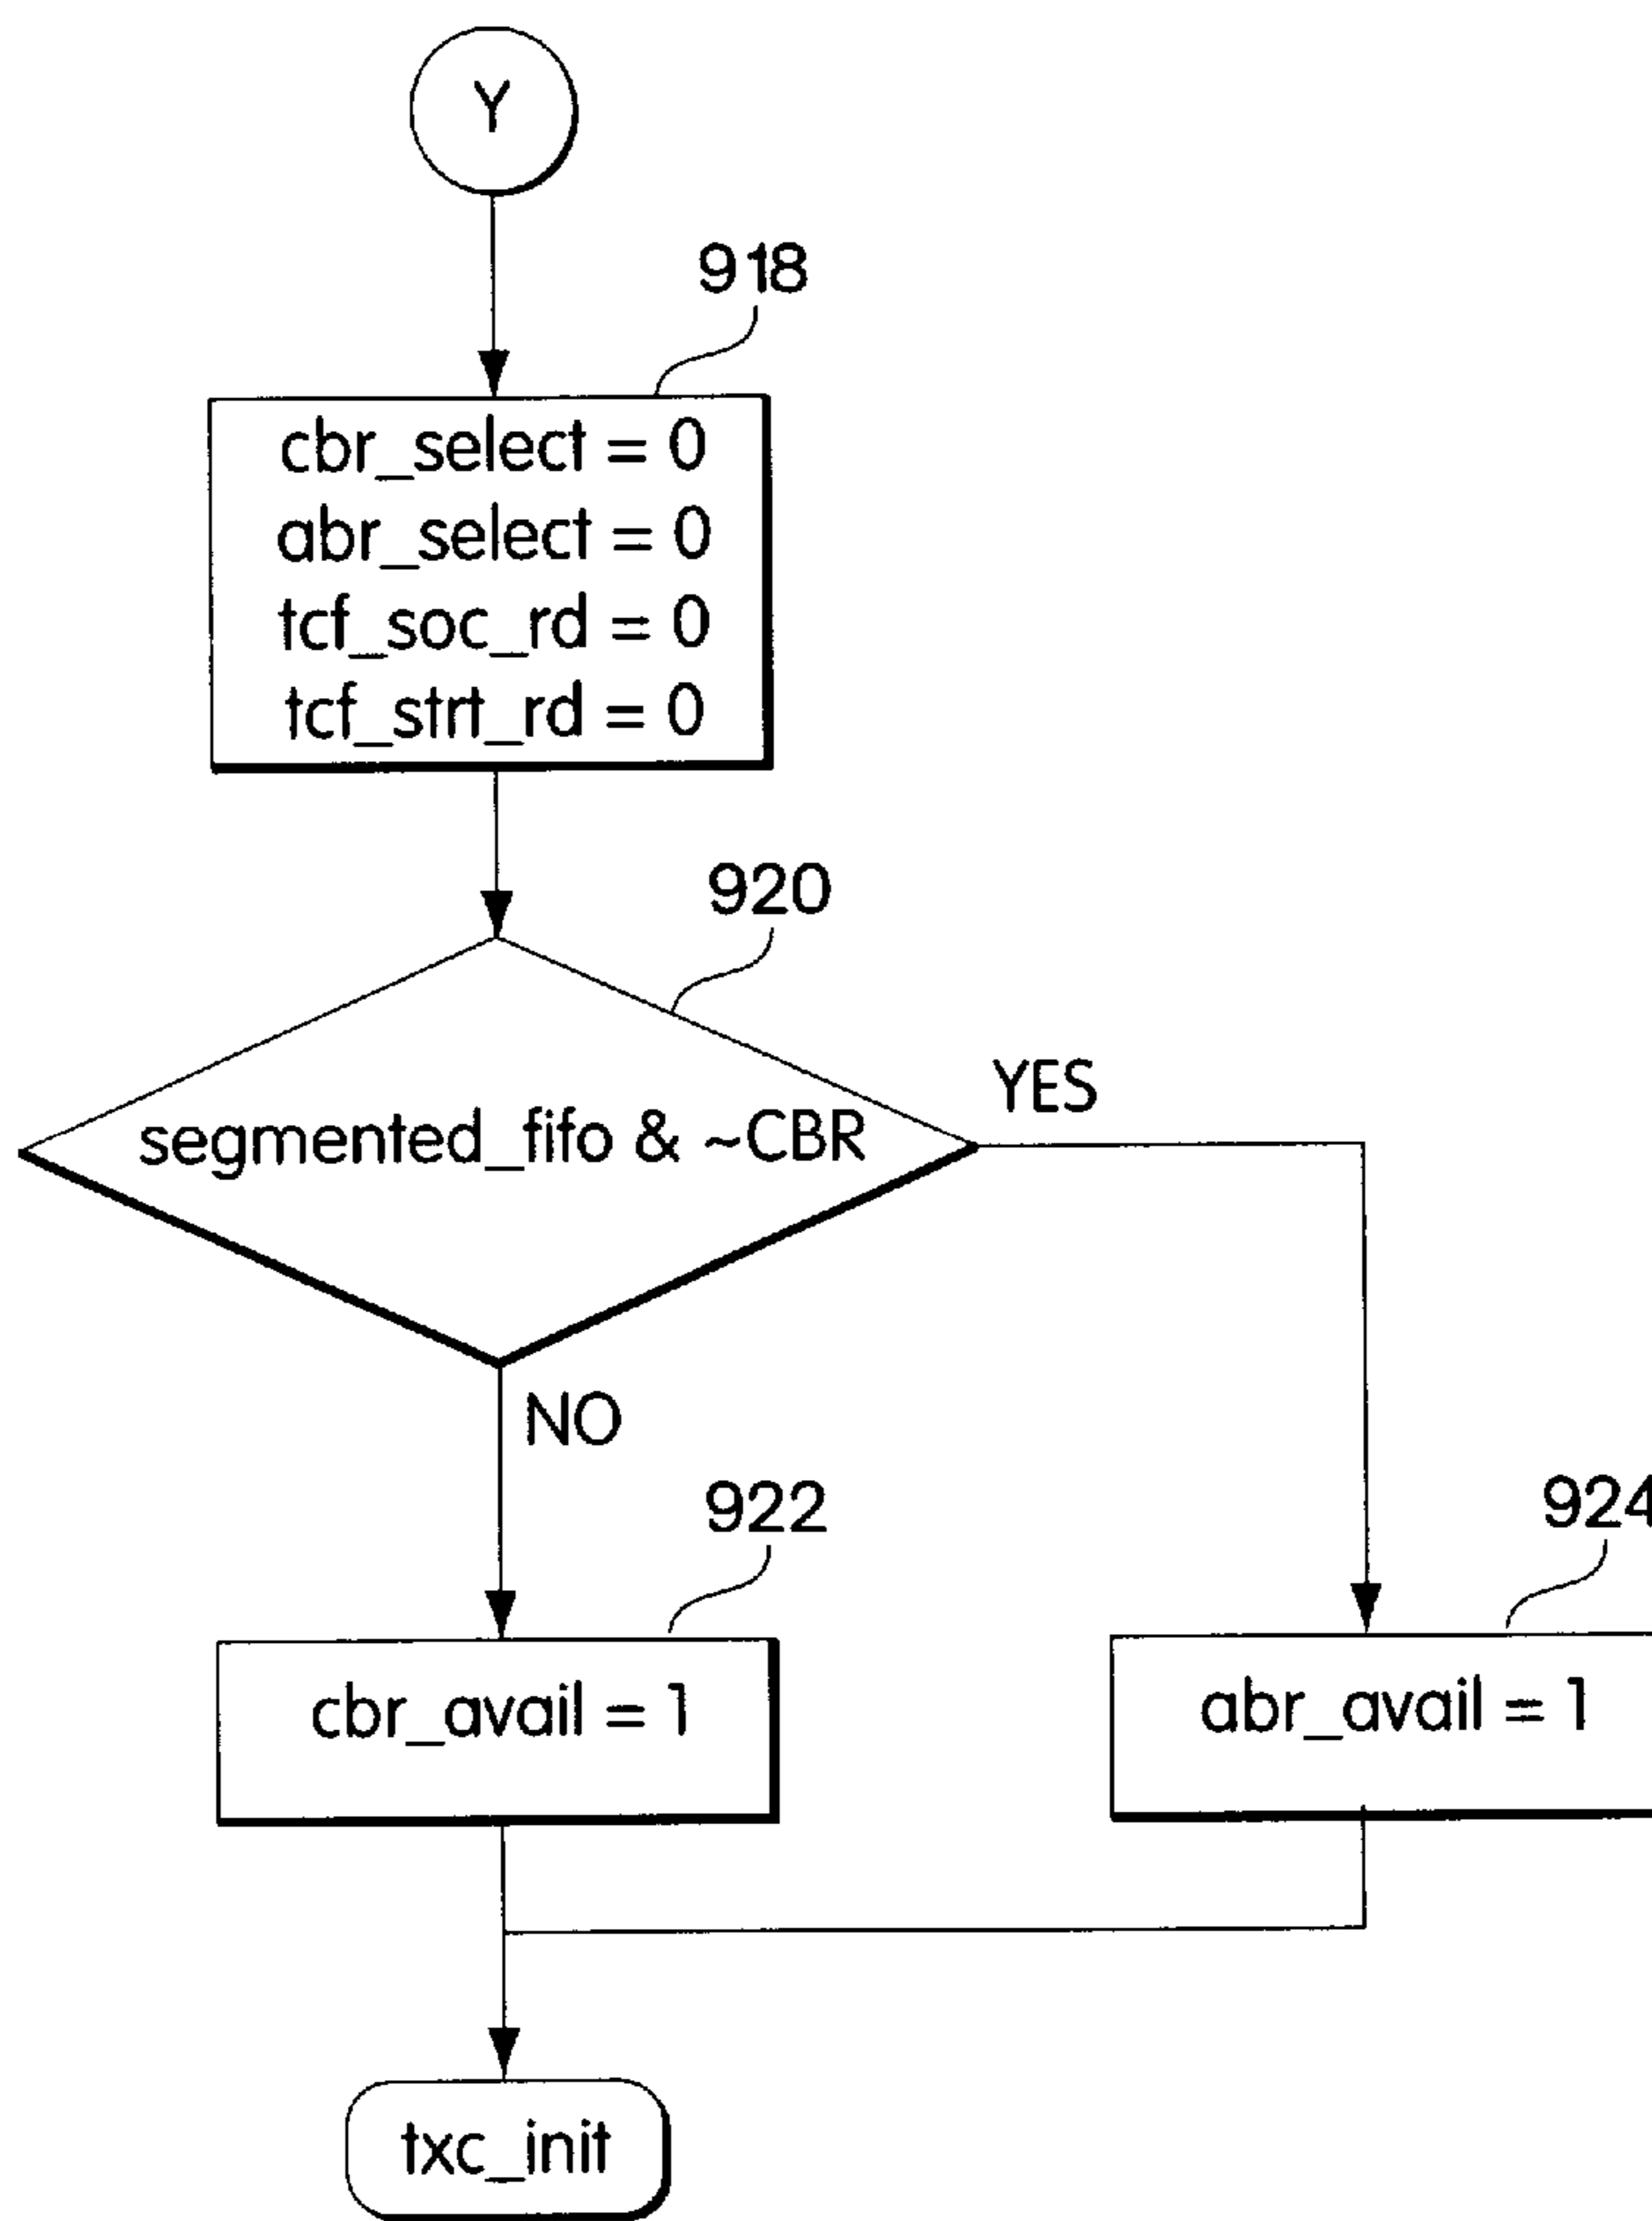 Y
918
cbr_select = 0
abr_select = 0
tcf_soc_rd = 0
tcf_strt_rd = 0
920
segmented_fifo & ~CBR
YES
NO
922
924
cbr_avail = 1
abr_avail = 1
txc_init